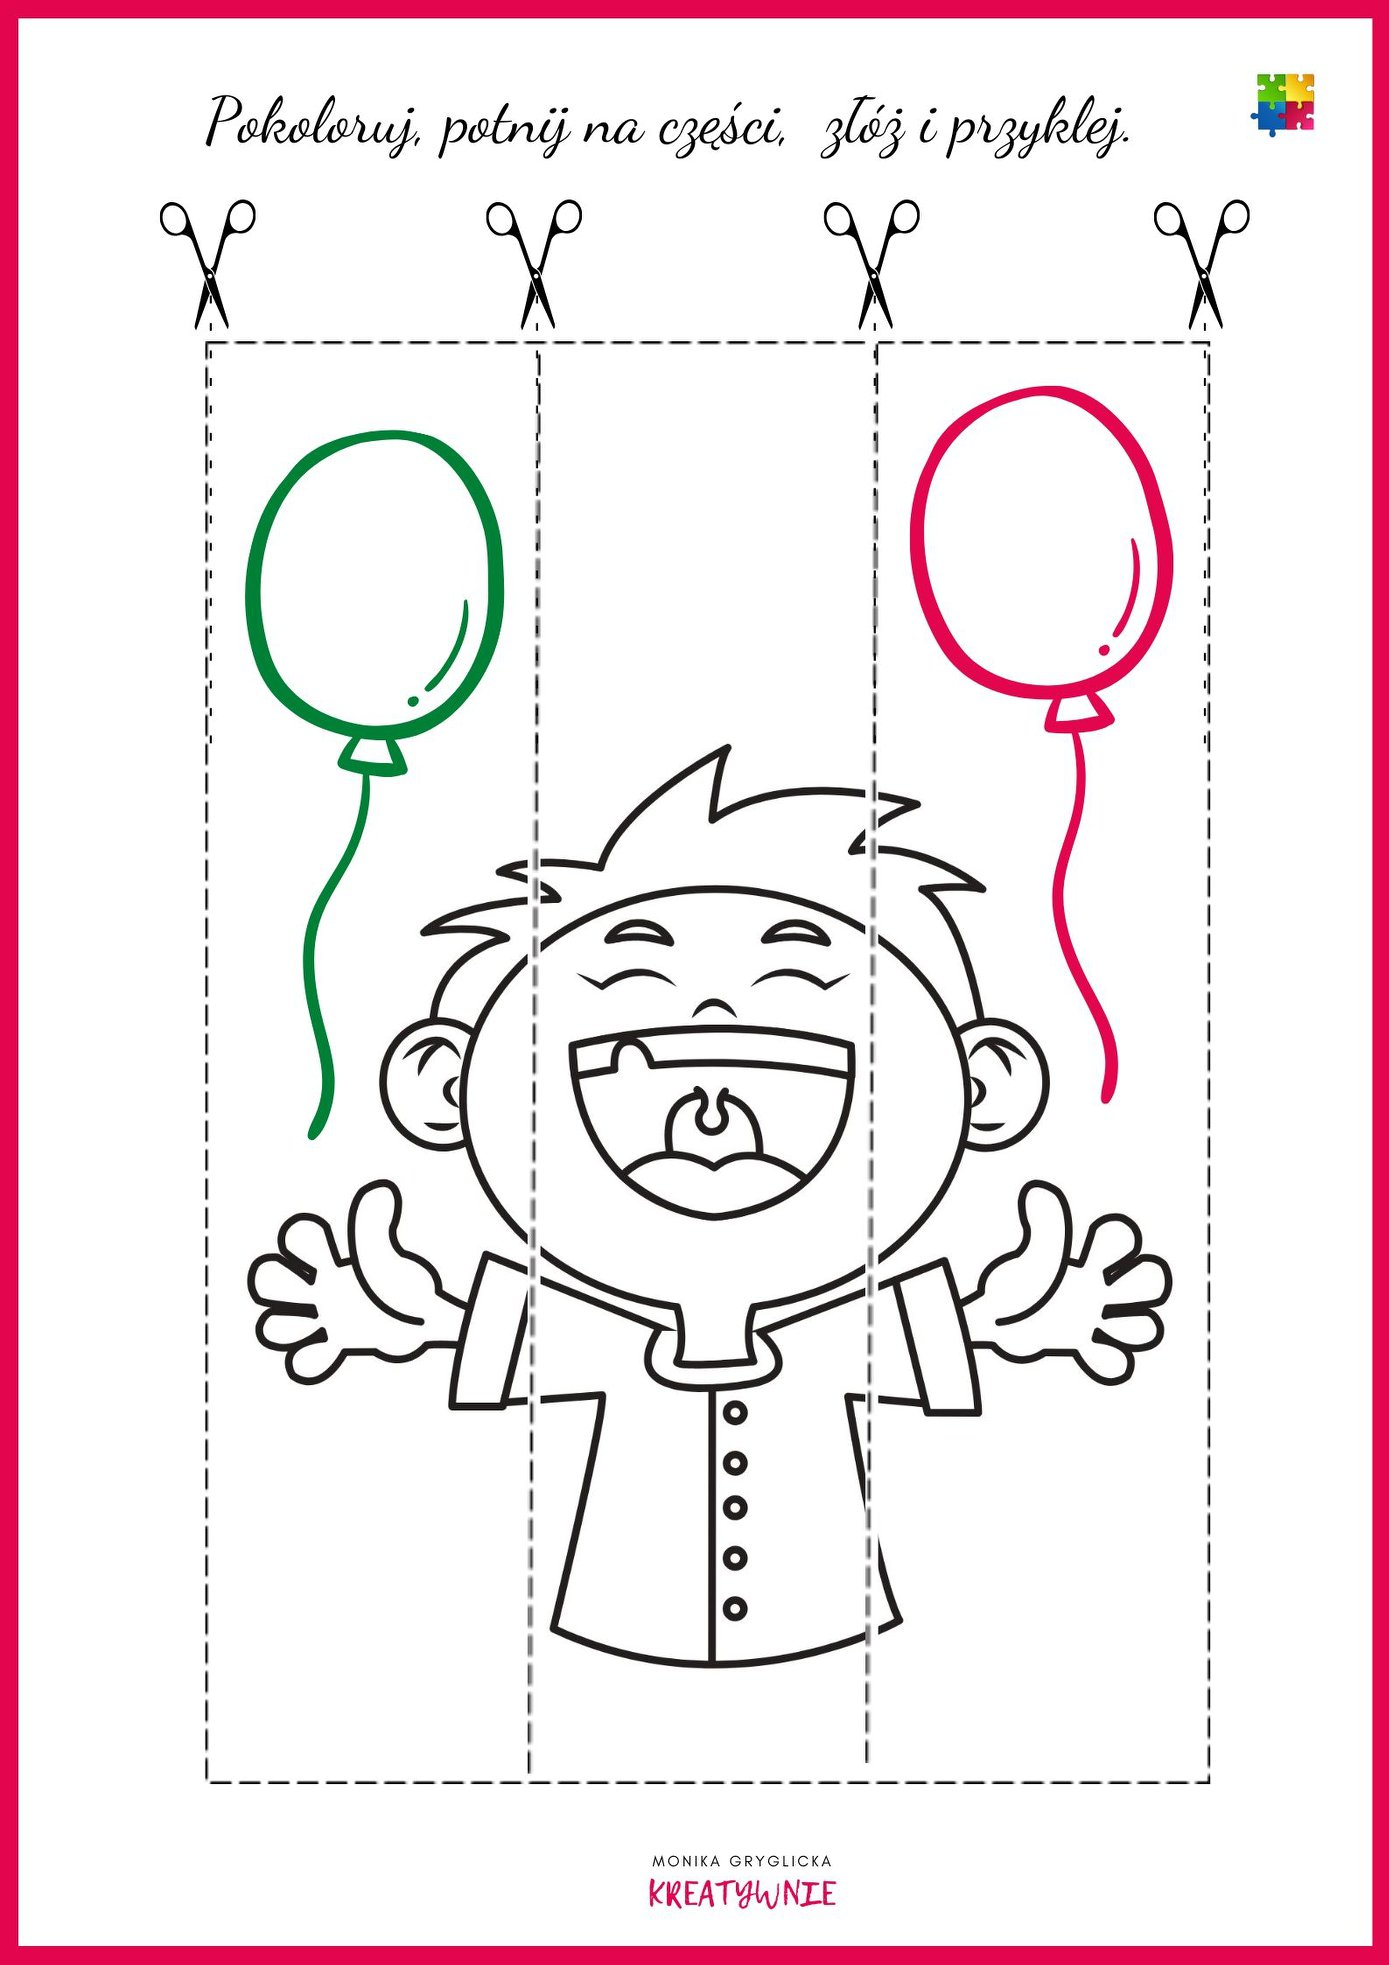 Pokoloruj, potnij na części, złóż i przyklej.
MONIKA GRYGLICKA
KREATYWNIE